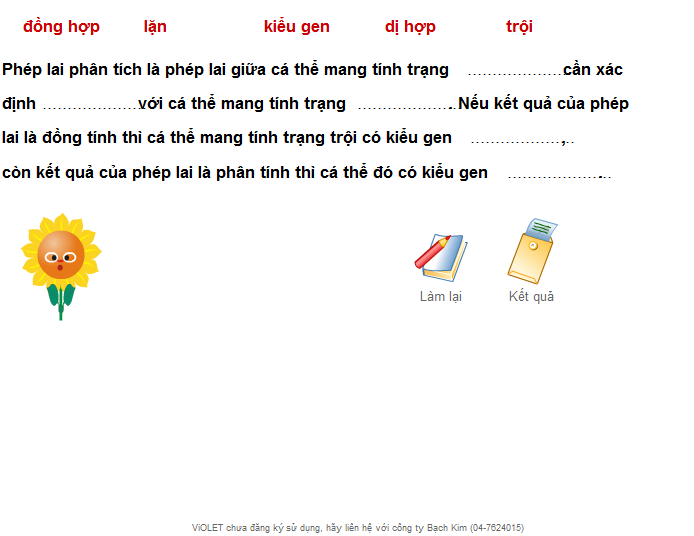 đồng hợp lặn kiểu gen dị hợp trội
Phép lai phân tích là phép lai giữa cá thể mang tính trạng ....................cần xác
định ....................với cá thể mang tính trạng .....................Nếu kết quả của phép
lai là đồng tính thì cá thể mang tính trạng trội có kiểu gen ...................,..
còn kết quả của phép lai là phân tính thì cá thể đó có kiểu gen .....................
Làm lại Kết quả
ViOLET chưa đăng ký sử dụng, hãy liên hệ với công ty Bạch Kim (04-7624015)